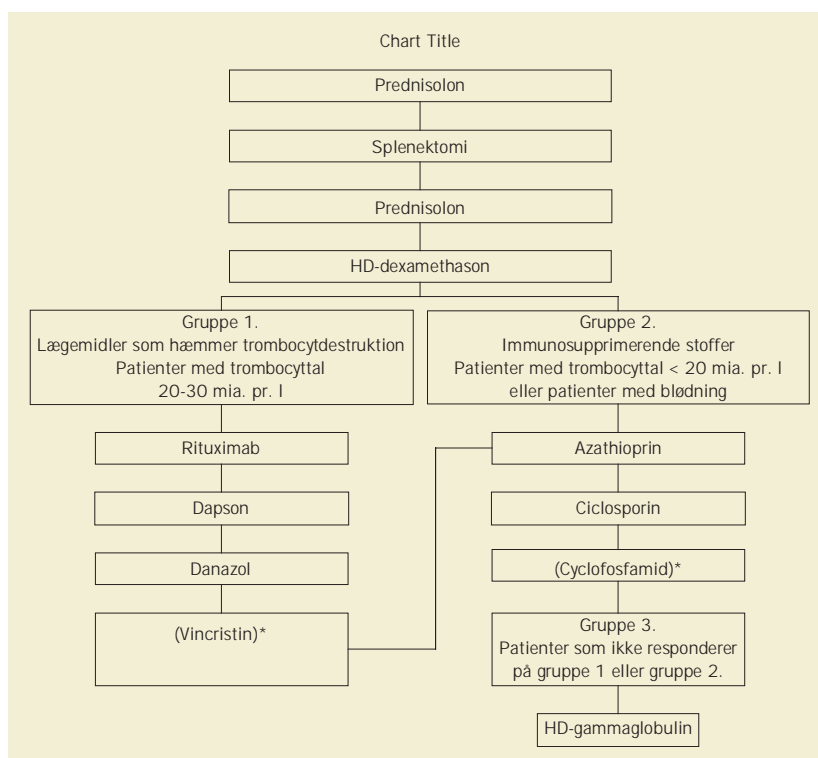 Chart Title
Prednisolon
Splenektomi
Prednisolon
HD-dexamethason
Gruppe 1.
Lægemidler som hæmmer trombocytdestruktion
Patienter med trombocyttal
20-30 mia. pr. l
Gruppe 2.
Immunosupprimerende stoffer
Patienter med trombocyttal < 20 mia. pr. l
eller patienter med blødning
Rituximab
Dapson
Danazol
(Vincristin)*
Azathioprin
Ciclosporin
(Cyclofosfamid)*
Gruppe 3.
Patienter som ikke responderer
på gruppe 1 eller gruppe 2.
HD-gammaglobulin